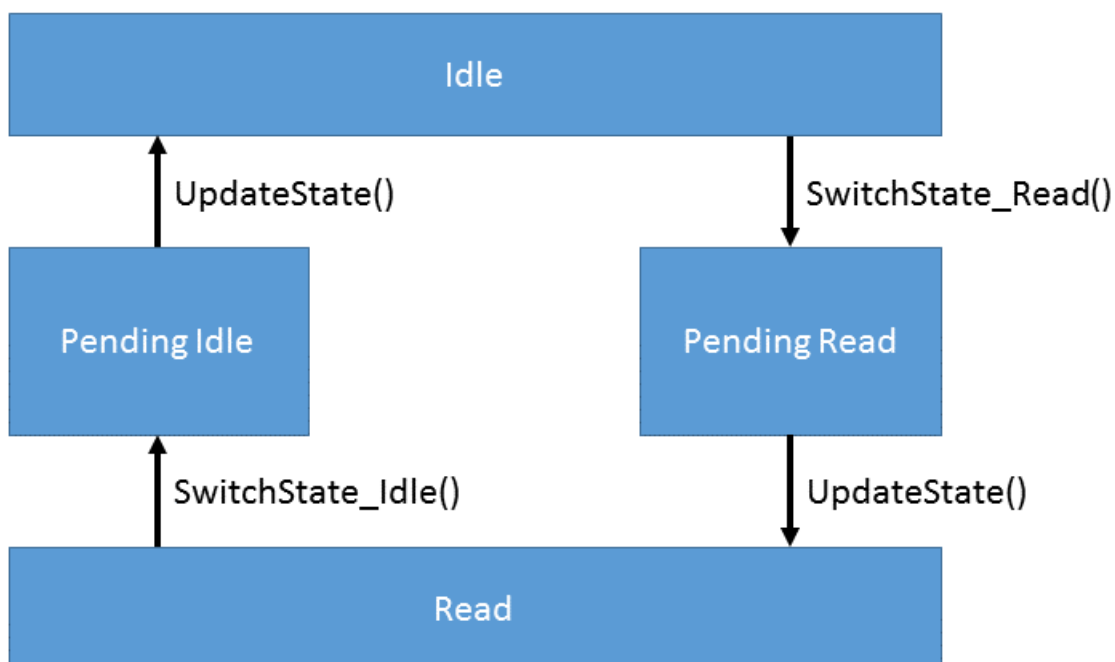 Idle
UpdateState()
SwitchState_Read()
Pending Idle
Pending Read
SwitchState_Idle()
UpdateState()
Read